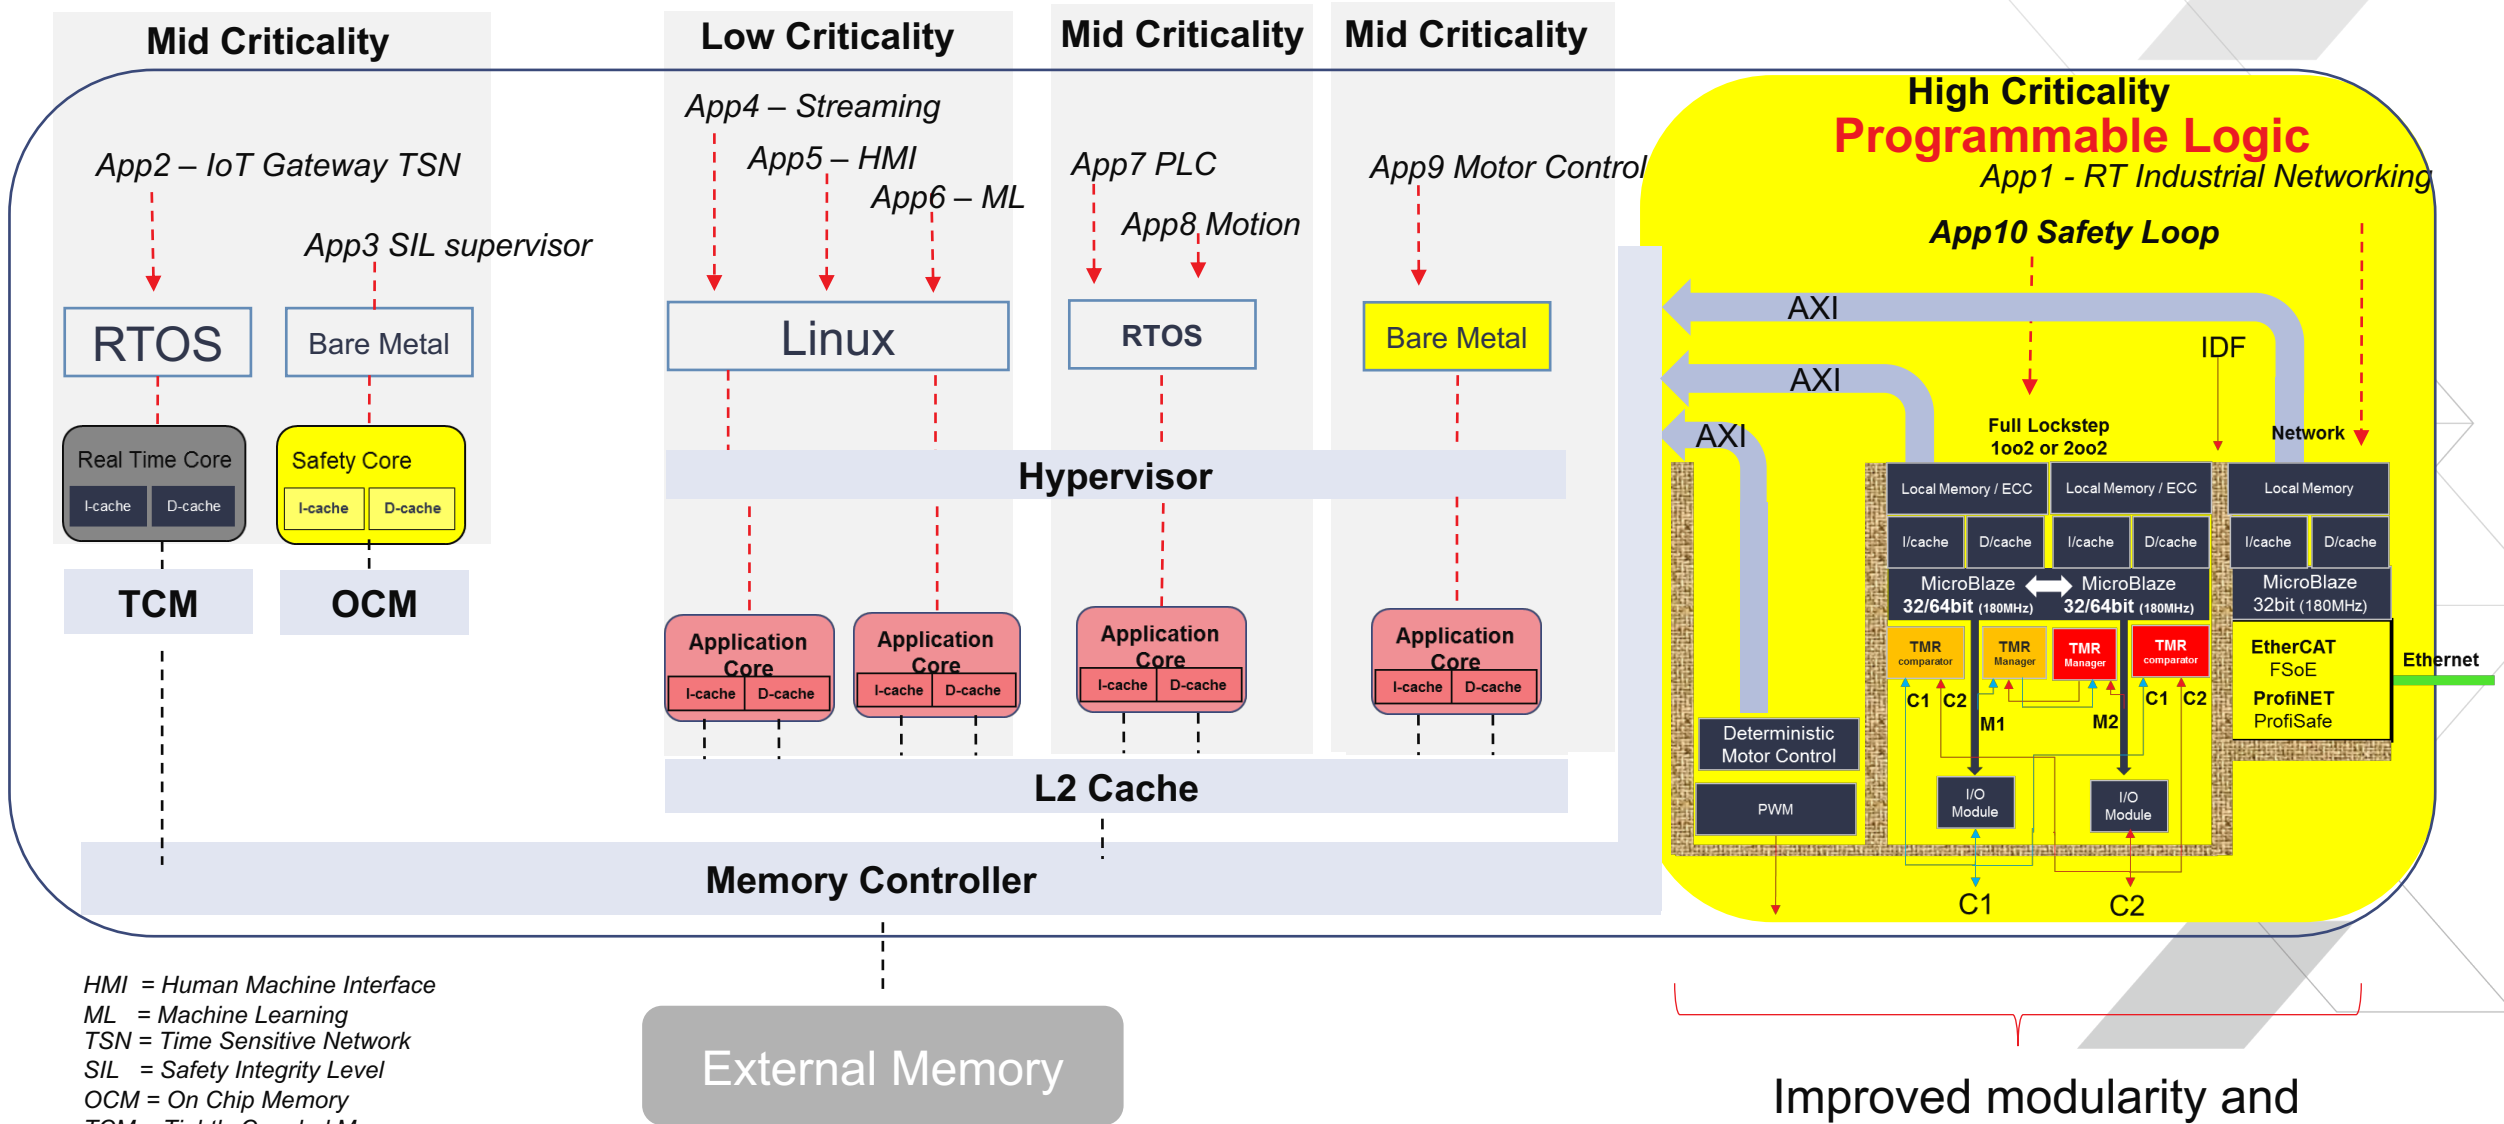 Mid Criticality
Low Criticality
Mid Criticality
Mid Criticality
High Criticality
Programmable Logic
App1 - RT Industrial Networking
App10 Safety Loop
App2 – IoT Gateway TSN
App3 SIL supervisor
App4 – Streaming
App5 – HMI
App6 – ML
App7 PLC
App8 Motion
App9 Motor Control
RTOS
Bare Metal
Linux
RTOS
Bare Metal
AXI
AXI
AXI
IDF
Full Lockstep
1oo2 or 2oo2
Network
Real Time Core
I-cache
D-cache
Safety Core
I-cache
D-cache
Hypervisor
TCM
OCM
Application
Core
I-cache
D-cache
Application
Core
I-cache
D-cache
Application
Core
I-cache
D-cache
Application
Core
I-cache
D-cache
L2 Cache
Memory Controller
External Memory
Local Memory / ECC
Local Memory / ECC
Local Memory
I/cache
D/cache
I/cache
D/cache
I/cache
D/cache
MicroBlaze
32/64bit (180MHz)
MicroBlaze
32/64bit (180MHz)
MicroBlaze
32bit (180MHz)
TMR
comparator
TMR
Manager
TMR
Manager
TMR
comparator
C1
C2
M1
M2
C1
C2
EtherCAT
FSoE
ProfiNET
ProfiSafe
Ethernet
Deterministic
Motor Control
PWM
I/O
Module
I/O
Module
C1
C2
HMI = Human Machine Interface
ML = Machine Learning
TSN = Time Sensitive Network
SIL = Safety Integrity Level
OCM = On Chip Memory
Improved modularity and